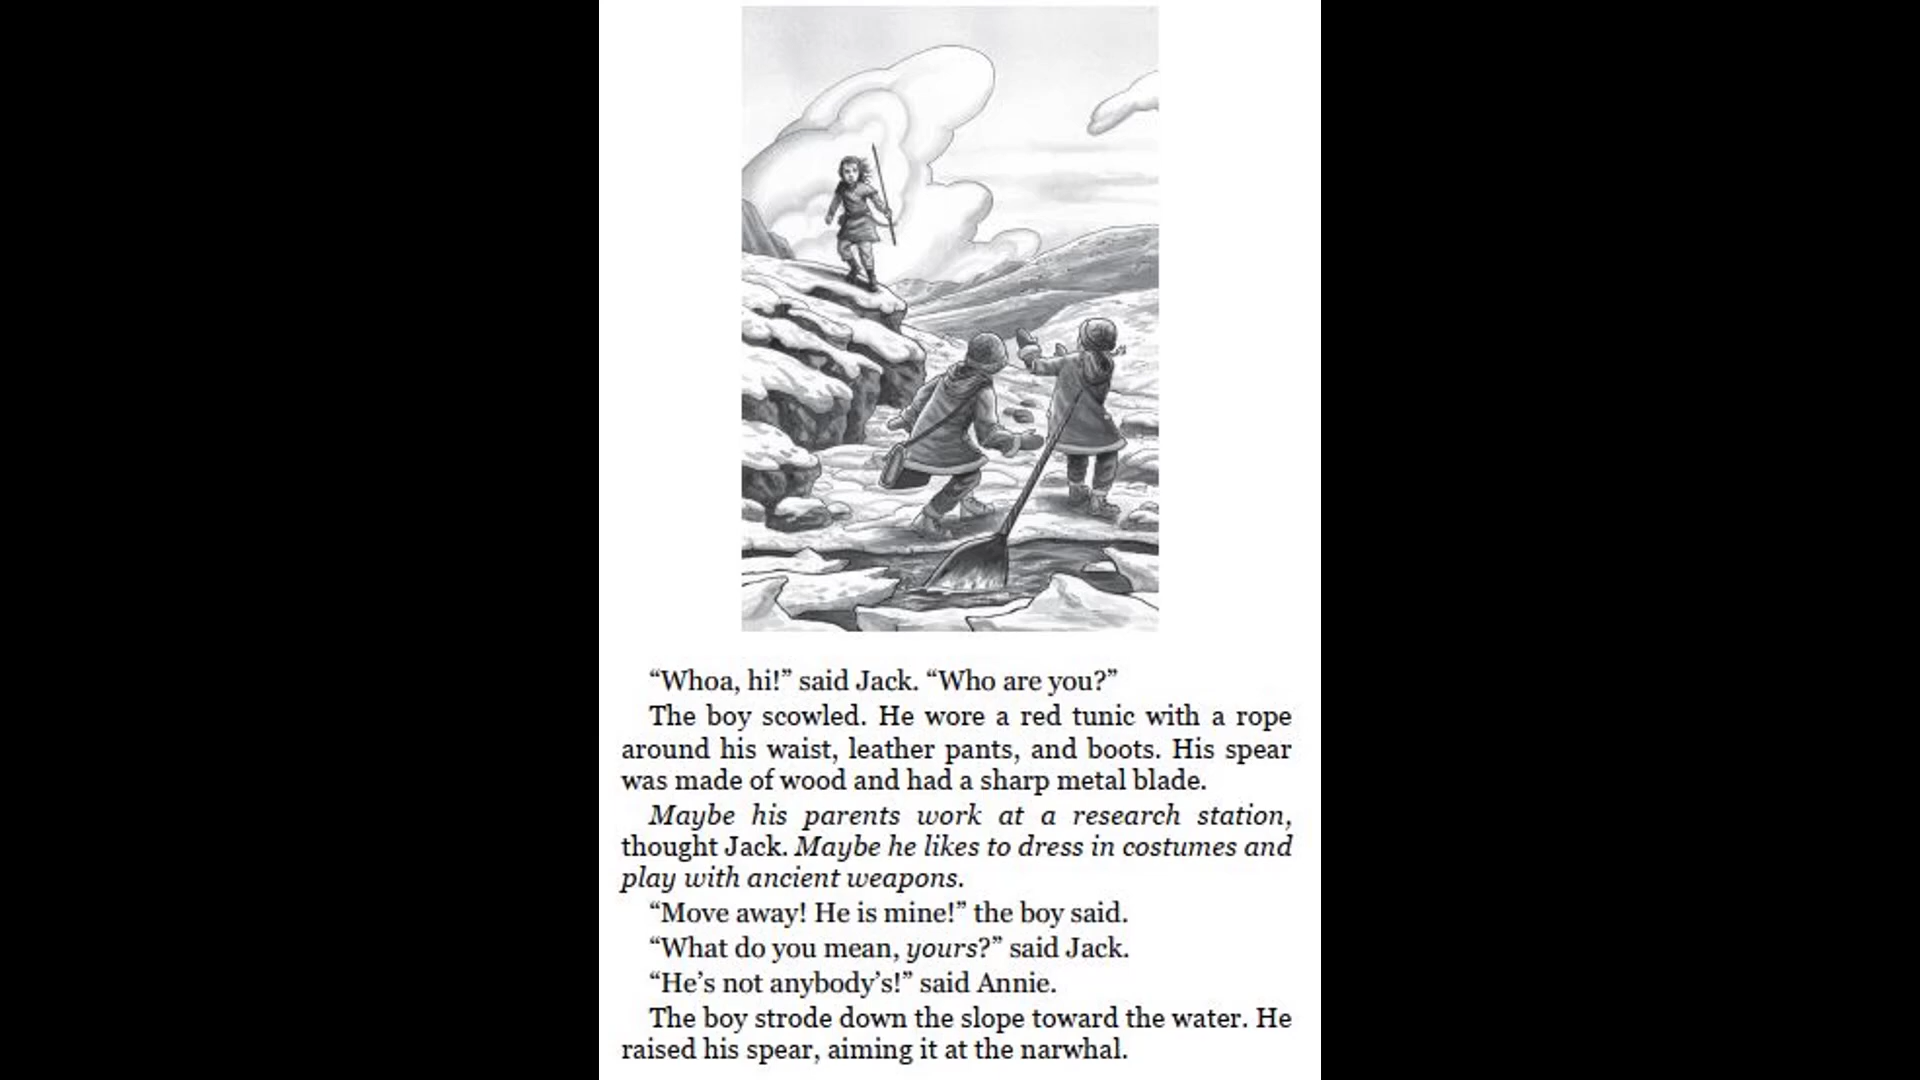 “Whoa, hi!” said Jack. “Who are you?”
The boy scowled. He wore a red tunic with a rope
around his waist, leather pants, and boots. His spear
was made of wood and had a sharp metal blade.
Maybe his parents work at a research station,
thought Jack. Maybe he likes to dress in costumes and
play with ancient weapons.
“Move away! He is mine!” the boy said.
“What do you mean, yours?” said Jack.
“He’s not anybody’s!” said Annie.
The boy strode down the slope toward the water. He
raised his spear, aiming it at the narwhal.